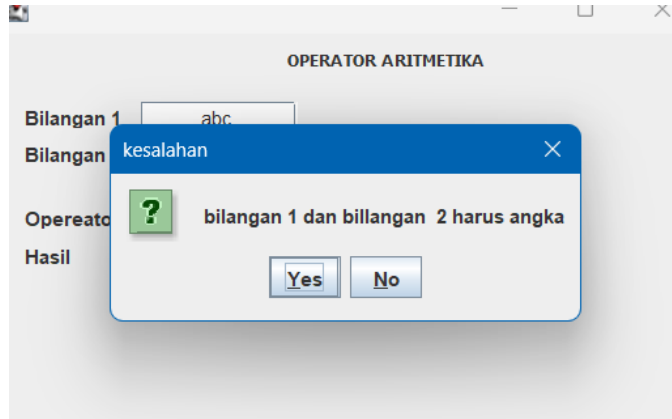 OPERATOR ARITMETIKA
Bilangan 1 abc
Bilangan
kesalahan
bilangan 1 dan billangan 2 harus angka
Opereato
Hasil
Yes No